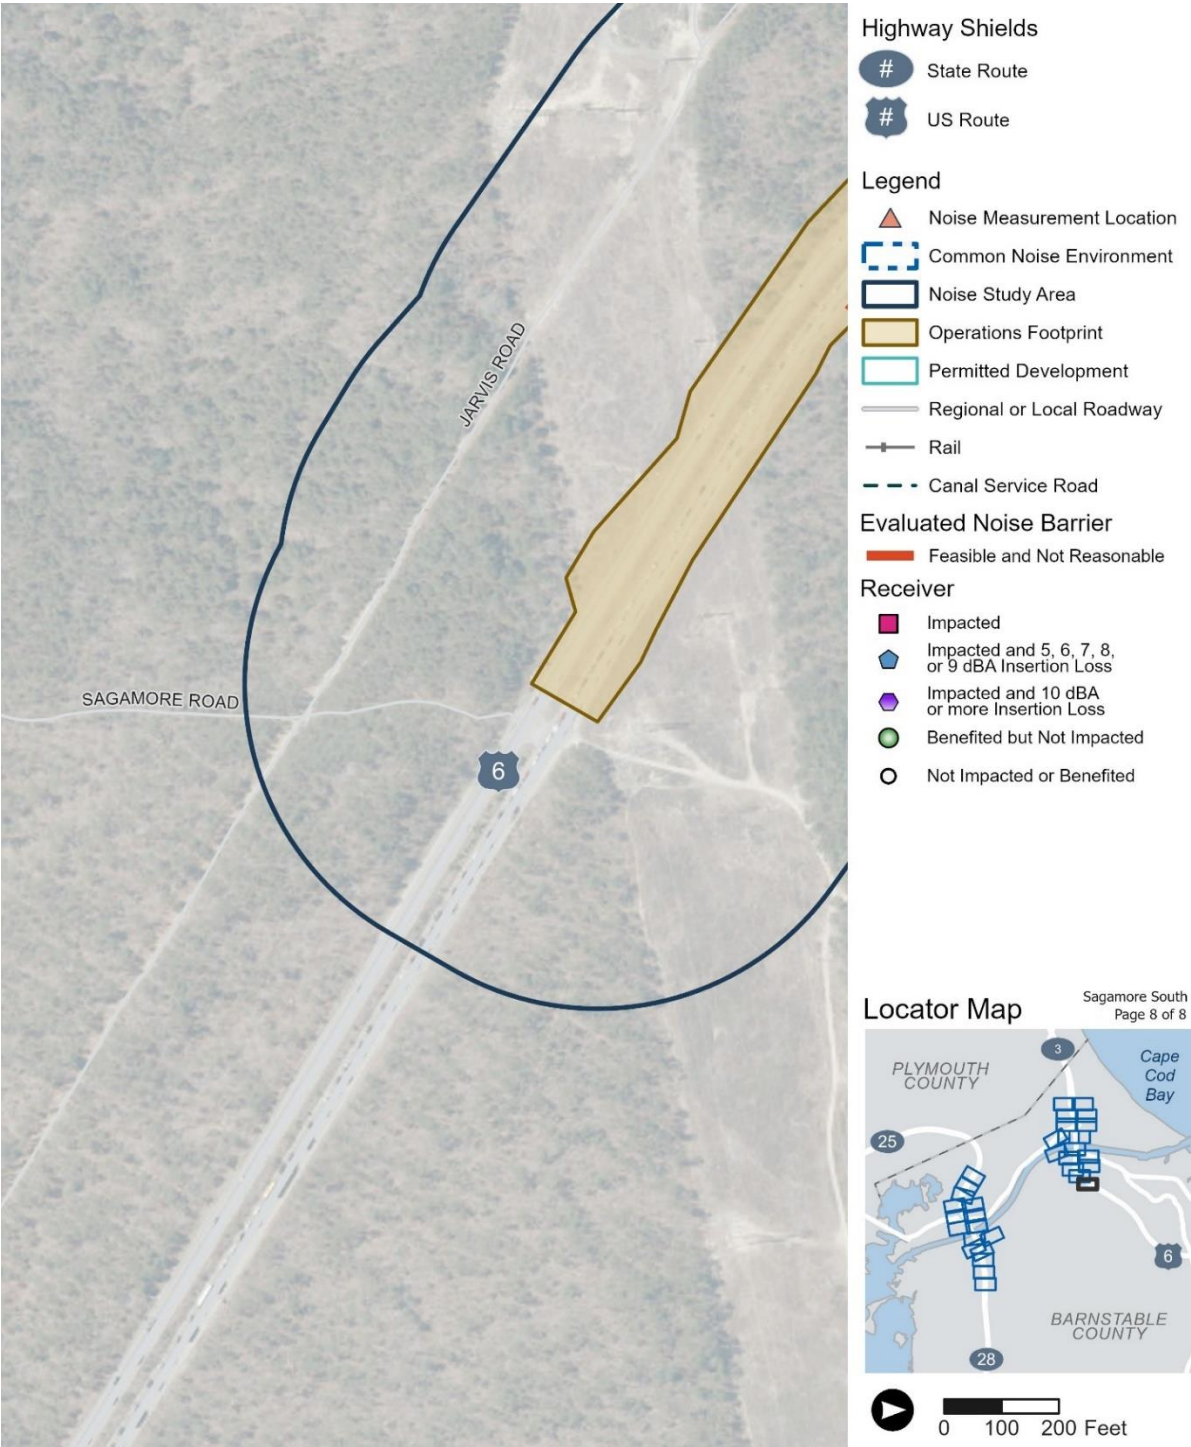 JARVIS ROAD
SAGAMORE ROAD
6
Highway Shields
# State Route
# US Route
Legend
Noise Measurement Location
Common Noise Environment
Noise Study Area
Operations Footprint
Permitted Development
Regional or Local Roadway
Rail
Canal Service Road
Evaluated Noise Barrier
Feasible and Not Reasonable
Receiver
Impacted
Impacted and 5, 6, 7, 8,
or 9 dBA Insertion Loss
Impacted and 10 dBA
or more Insertion Loss
Benefited but Not Impacted
Not Impacted or Benefited
Locator Map
Sagamore South
Page 8 of 8
3
PLYMOUTH
COUNTY
Cape
Cod
Bay
25
6
BARNSTABLE
COUNTY
28
0 100 200 Feet